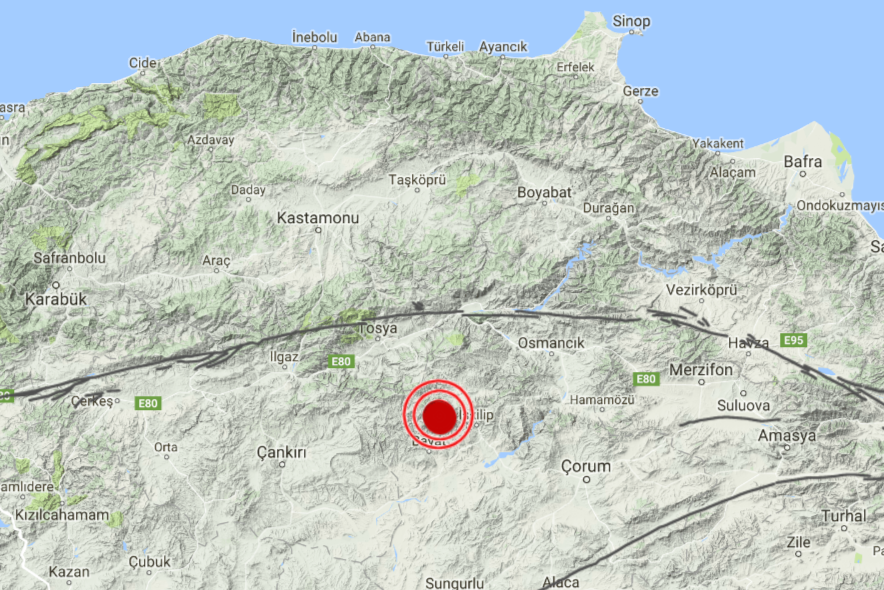 Sinop
İnebolu
Abana
Türkeli
Ayancık
Cide
Erfelek
Gerze
Azdavay
Yakakent
Bafra
Alaçam
Taşköprü
Daday
Boyabat
Ondokuzmayıs
Durağan
Kastamonu
Safranbolu
Araç
Karabük
Vezirköprü
Tosya
Osmancık
Havza
E95
Ilgaz
E80
Merzifon
E80
Çerkeş
E80
Hamamözü
Suluova
Amasya
Orta
Çankırı
Çorum
Kızılcahamam
Turhal
Zile
Çubuk
Kazan
Sungurlu
Alaca